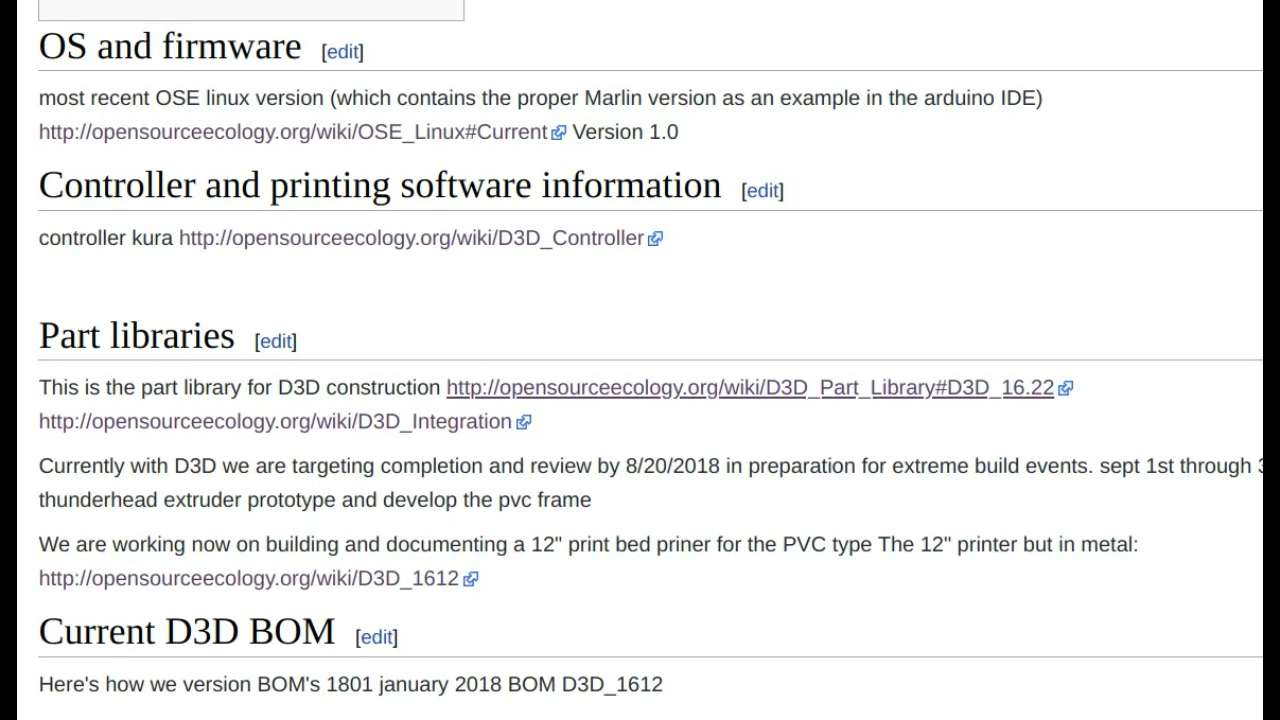 OS and firmware [edit]
most recent OSE linux version (which contains the proper Marlin version as an example in the arduino IDE)
http://opensourceecology.org/wiki/OSE_Linux#Current Version 1.0
Controller and printing software information [edit]
controller kura http://opensourceecology.org/wiki/D3D_Controller
Part libraries [edit]
This is the part library for D3D construction http://opensourceecology.org/wiki/D3D_Part_Library#D3D_16.22
http://opensourceecology.org/wiki/D3D_Integration
Currently with D3D we are targeting completion and review by 8/20/2018 in preparation for extreme build events. sept 1st through
thunderhead extruder prototype and develop the pvc frame
We are working now on building and documenting a 12" print bed priner for the PVC type The 12" printer but in metal:
http://opensourceecology.org/wiki/D3D_1612
Current D3D BOM [edit]
Here's how we version BOM's 1801 january 2018 BOM D3D_1612